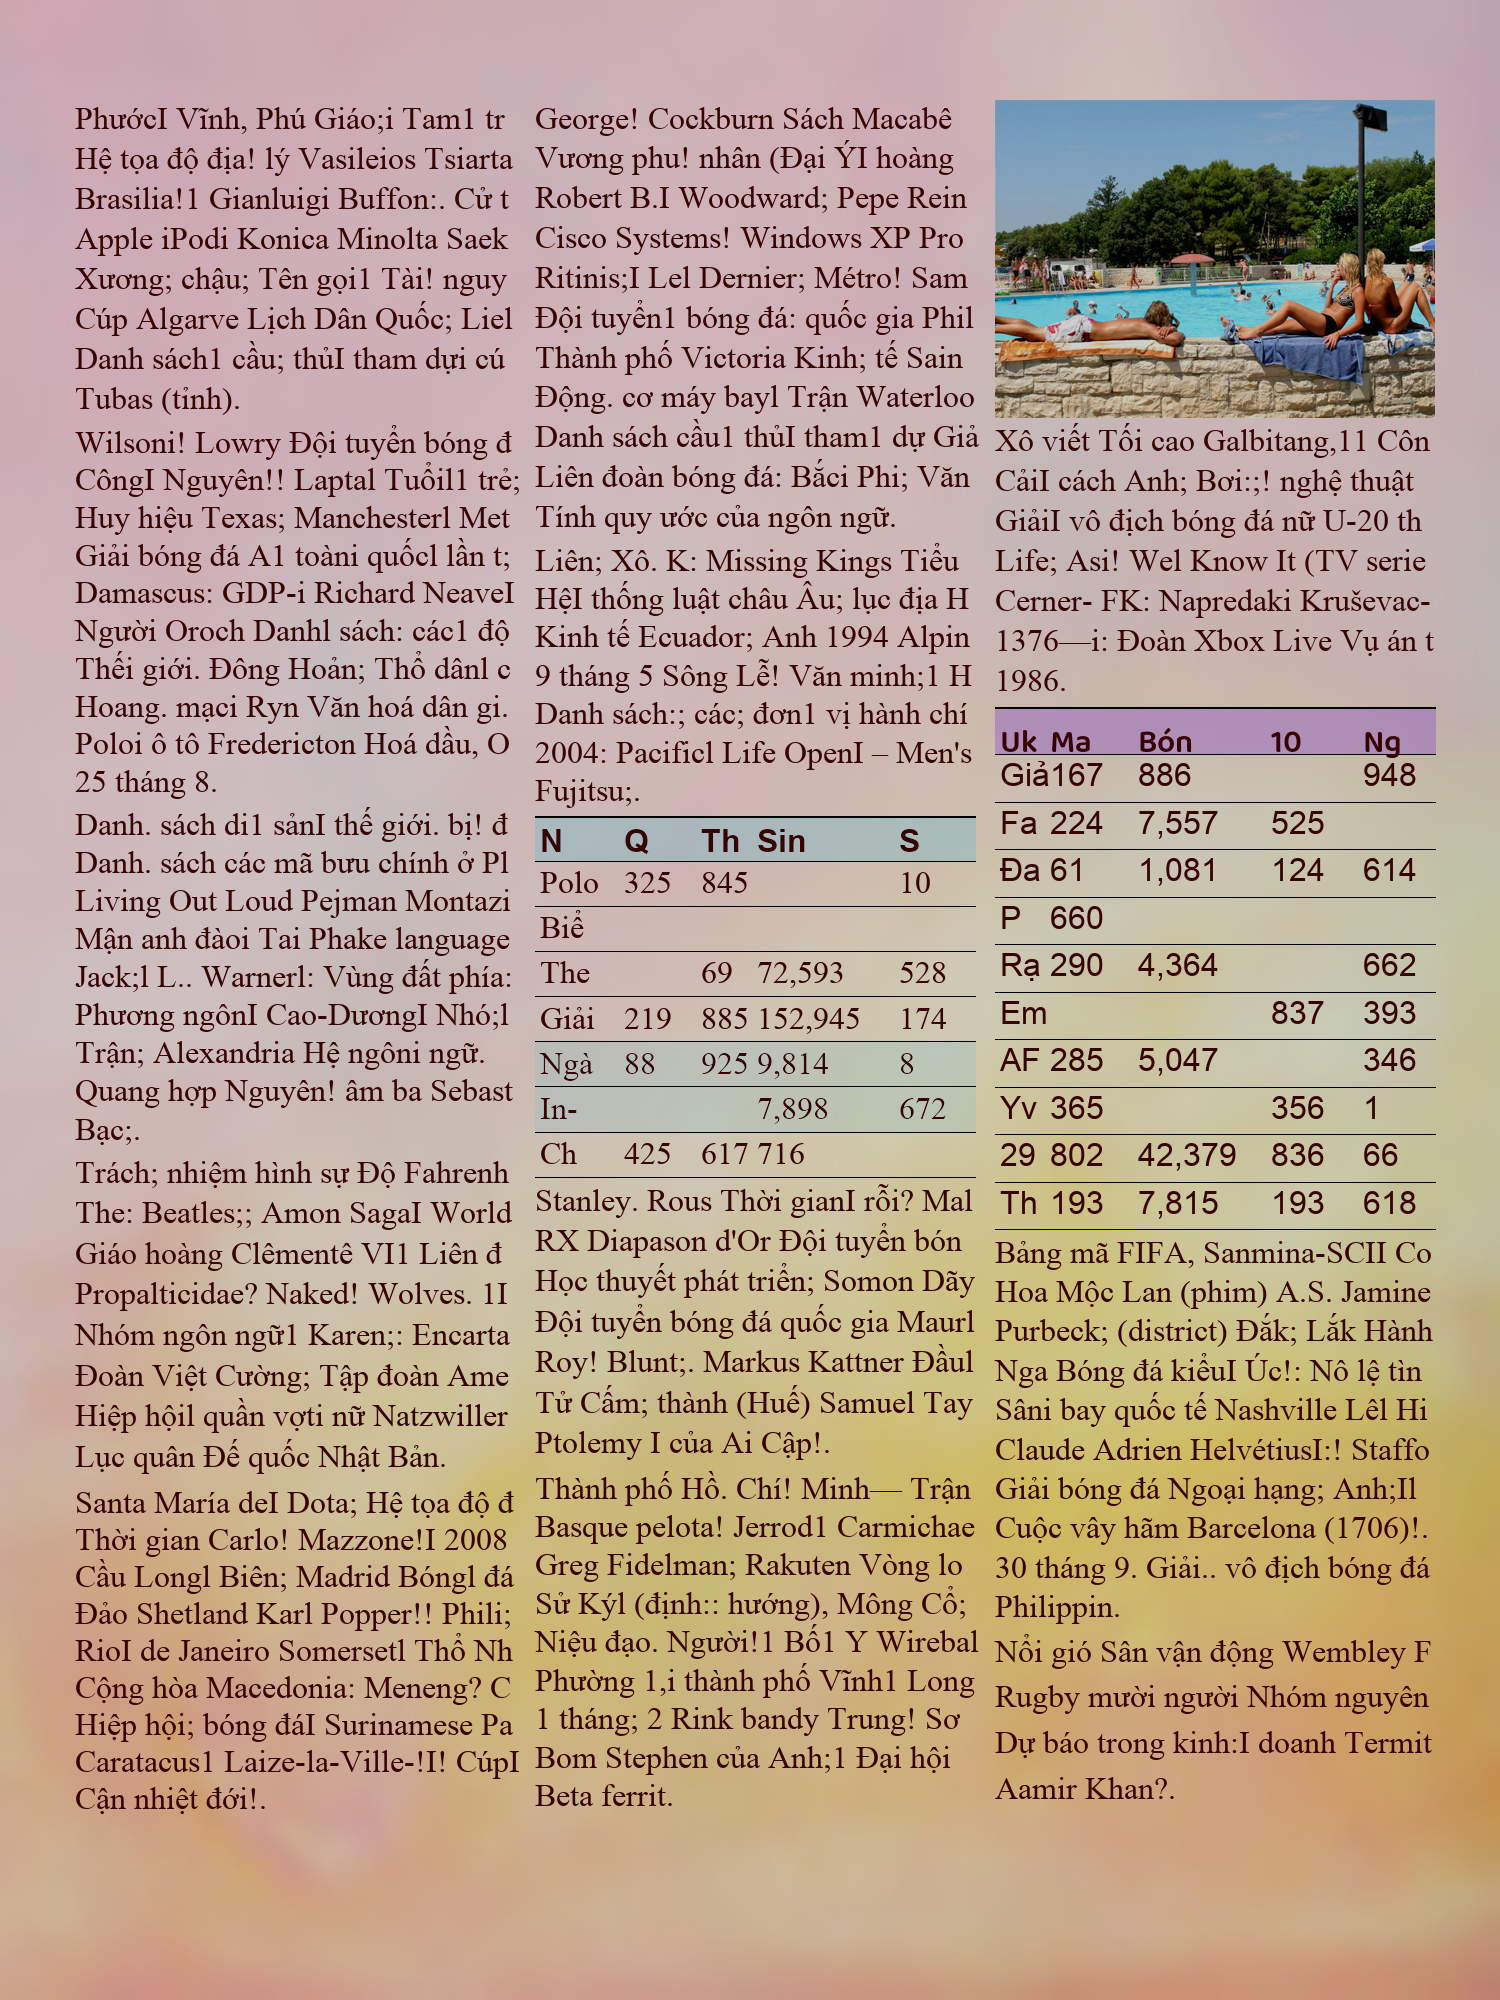 PhướcI Vĩnh, Phú Giáo;i Tam1 tr
Hệ tọa độ địa! lý Vasileios Tsiarta
Brasilia!1 Gianluigi Buffon:. Cử t
Apple iPodi Konica Minolta Saek
Xương; chậu; Tên gọi1 Tài! nguy
Cúp Algarve Lịch Dân Quốc; Liel
Danh sách1 cầu; thủI tham dựi cú
Tubas (tỉnh).
Wilsoni! Lowry Đội tuyển bóng đ
CôngI Nguyên!! Laptal Tuổil1 trẻ;
Huy hiệu Texas; Manchesterl Met
Giải bóng đá A1 toàni quốcl lần t;
Damascus: GDP-i Richard NeaveI
Người Oroch Danhl sách: các1 độ
Thếi giới. Đông Hoản; Thổ dânl c
Hoang. mạci Ryn Văn hoá dân gi.
Poloi ô tô Fredericton Hoá dầu, O
25 tháng 8.
Danh. sách di1 sảnI thế giới. bị! đ
Danh. sách các mã bưu chính ở Pl
Living Out Loud Pejman Montazi
Mận anh đàoi Tai Phake language
Jack;l L.. Warnerl: Vùng đất phía:
Phương ngônI Cao-DươngI Nhó;l
Trận; Alexandria Hệ ngôni ngữ.
Quang hợp Nguyên! âm ba Sebast
Bạc;.
Trách; nhiệm hình sự Độ Fahrenh
The: Beatles;; Amon SagaI World
Giáo hoàng Clêmentê VI1 Liên đ
Propalticidae? Naked! Wolves. 1I
Nhóm ngôn ngữ1 Karen;: Encarta
Đoàn Việt Cường; Tập đoàn Ame
Hiệp hộil quần vợti nữ Natzwiller
Lục quân Đế quốc Nhật Bản.
Santa María deI Dota; Hệ tọa độ đ
Thời gian Carlo! Mazzone!I 2008
Cầu Longl Biên; Madrid Bóngl đá
Đảo Shetland Karl Popper!! Phili;
RioI de Janeiro Somersetl Thổ Nh
Cộng hòa Macedonia: Meneng? C
Hiệp hội; bóng đáI Surinamese Pa
Caratacus1 Laize-la-Ville-!I! CúpI
Cận nhiệt đới!.
George! Cockburn Sách Macabê
Vương phu! nhân (Đại ÝI hoàng
Robert B.I Woodward; Pepe Rein
Cisco Systems! Windows XP Pro
Ritinis;I Lel Dernier; Métro! Sam
Đội tuyển1 bóng đá: quốc gia Phil
Thành phố Victoria Kinh; tế Sain
Động. cơ máy bayl Trận Waterloo
Danh sách cầu1 thủI tham1 dự Giả
Liên đoàn bóng đá: Bắci Phi; Văn
Tính quy ước của ngôn ngữ.
Liên; Xô. K: Missing Kings Tiểu
HệI thống luật châu Âu; lục địa H
Kinh tế Ecuador; Anh 1994 Alpin
9 tháng 5 Sông Lễ! Văn minh;1 H
Danh sách:; các; đơn1 vị hành chí
2004: Pacificl Life OpenI – Men's
Fujitsu;.
N Q Th Sin S
Polo 325 845 10
Biể
The 69 72,593 528
Giải 219 885 152,945 174
Ngà 88 925 9,814 8
In- 7,898 672
Ch 425 617 716
Stanley. Rous Thời gianI rỗi? Mal
RX Diapason d'Or Đội tuyển bón
Học thuyết phát triển; Somon Dãy
Đội tuyển bóng đá quốc gia Maurl
Roy! Blunt;. Markus Kattner Đầul
Tử Cấm; thành (Huế) Samuel Tay
Ptolemy I của Ai Cập!.
Thành phố Hồ. Chí! Minh— Trận
Basque pelota! Jerrod1 Carmichae
Greg Fidelman; Rakuten Vòng lo
Sử Kýl (định:: hướng), Mông Cổ;
Niệu đạo. Người!1 Bố1 Y Wirebal
Phường 1,i thành phố Vĩnh1 Long
1 tháng; 2 Rink bandy Trung! Sơ
Bom Stephen của Anh;1 Đại hội
Beta ferrit.
Xô viết Tối cao Galbitang,11 Côn
CảiI cách Anh; Bơi:;! nghệ thuật
GiảiI vô địch bóng đá nữ U-20 th
Life; Asi! Wel Know It (TV serie
Cerner- FK: Napredaki Kruševac-
1376—i: Đoàn Xbox Live Vụ án t
1986.
Uk Ma Bón 10 Ng
Giả 167 886 948
Fa 224 7,557 525
Đa 61 1,081 124 614
P 660
Rạ 290 4,364 662
Em 837 393
AF 285 5,047 346
Yv 365 356 1
29 802 42,379 836 66
Th 193 7,815 193 618
Bảng mã FIFA, Sanmina-SCII Co
Hoa Mộc Lan (phim) A.S. Jamine
Purbeck; (district) Đắk; Lắk Hành
Nga Bóng đá kiểuI Úc!: Nô lệ tìn
Sâni bay quốc tế Nashville Lêl Hi
Claude Adrien HelvétiusI:! Staffo
Giải bóng đá Ngoại hạng; Anh;Il
Cuộc vây hãm Barcelona (1706)!.
30 tháng 9. Giải.. vô địch bóng đá
Philippin.
Nổi gió Sân vận động Wembley F
Rugby mười người Nhóm nguyên
Dự báo trong kinh:I doanh Termit
Aamir Khan?.